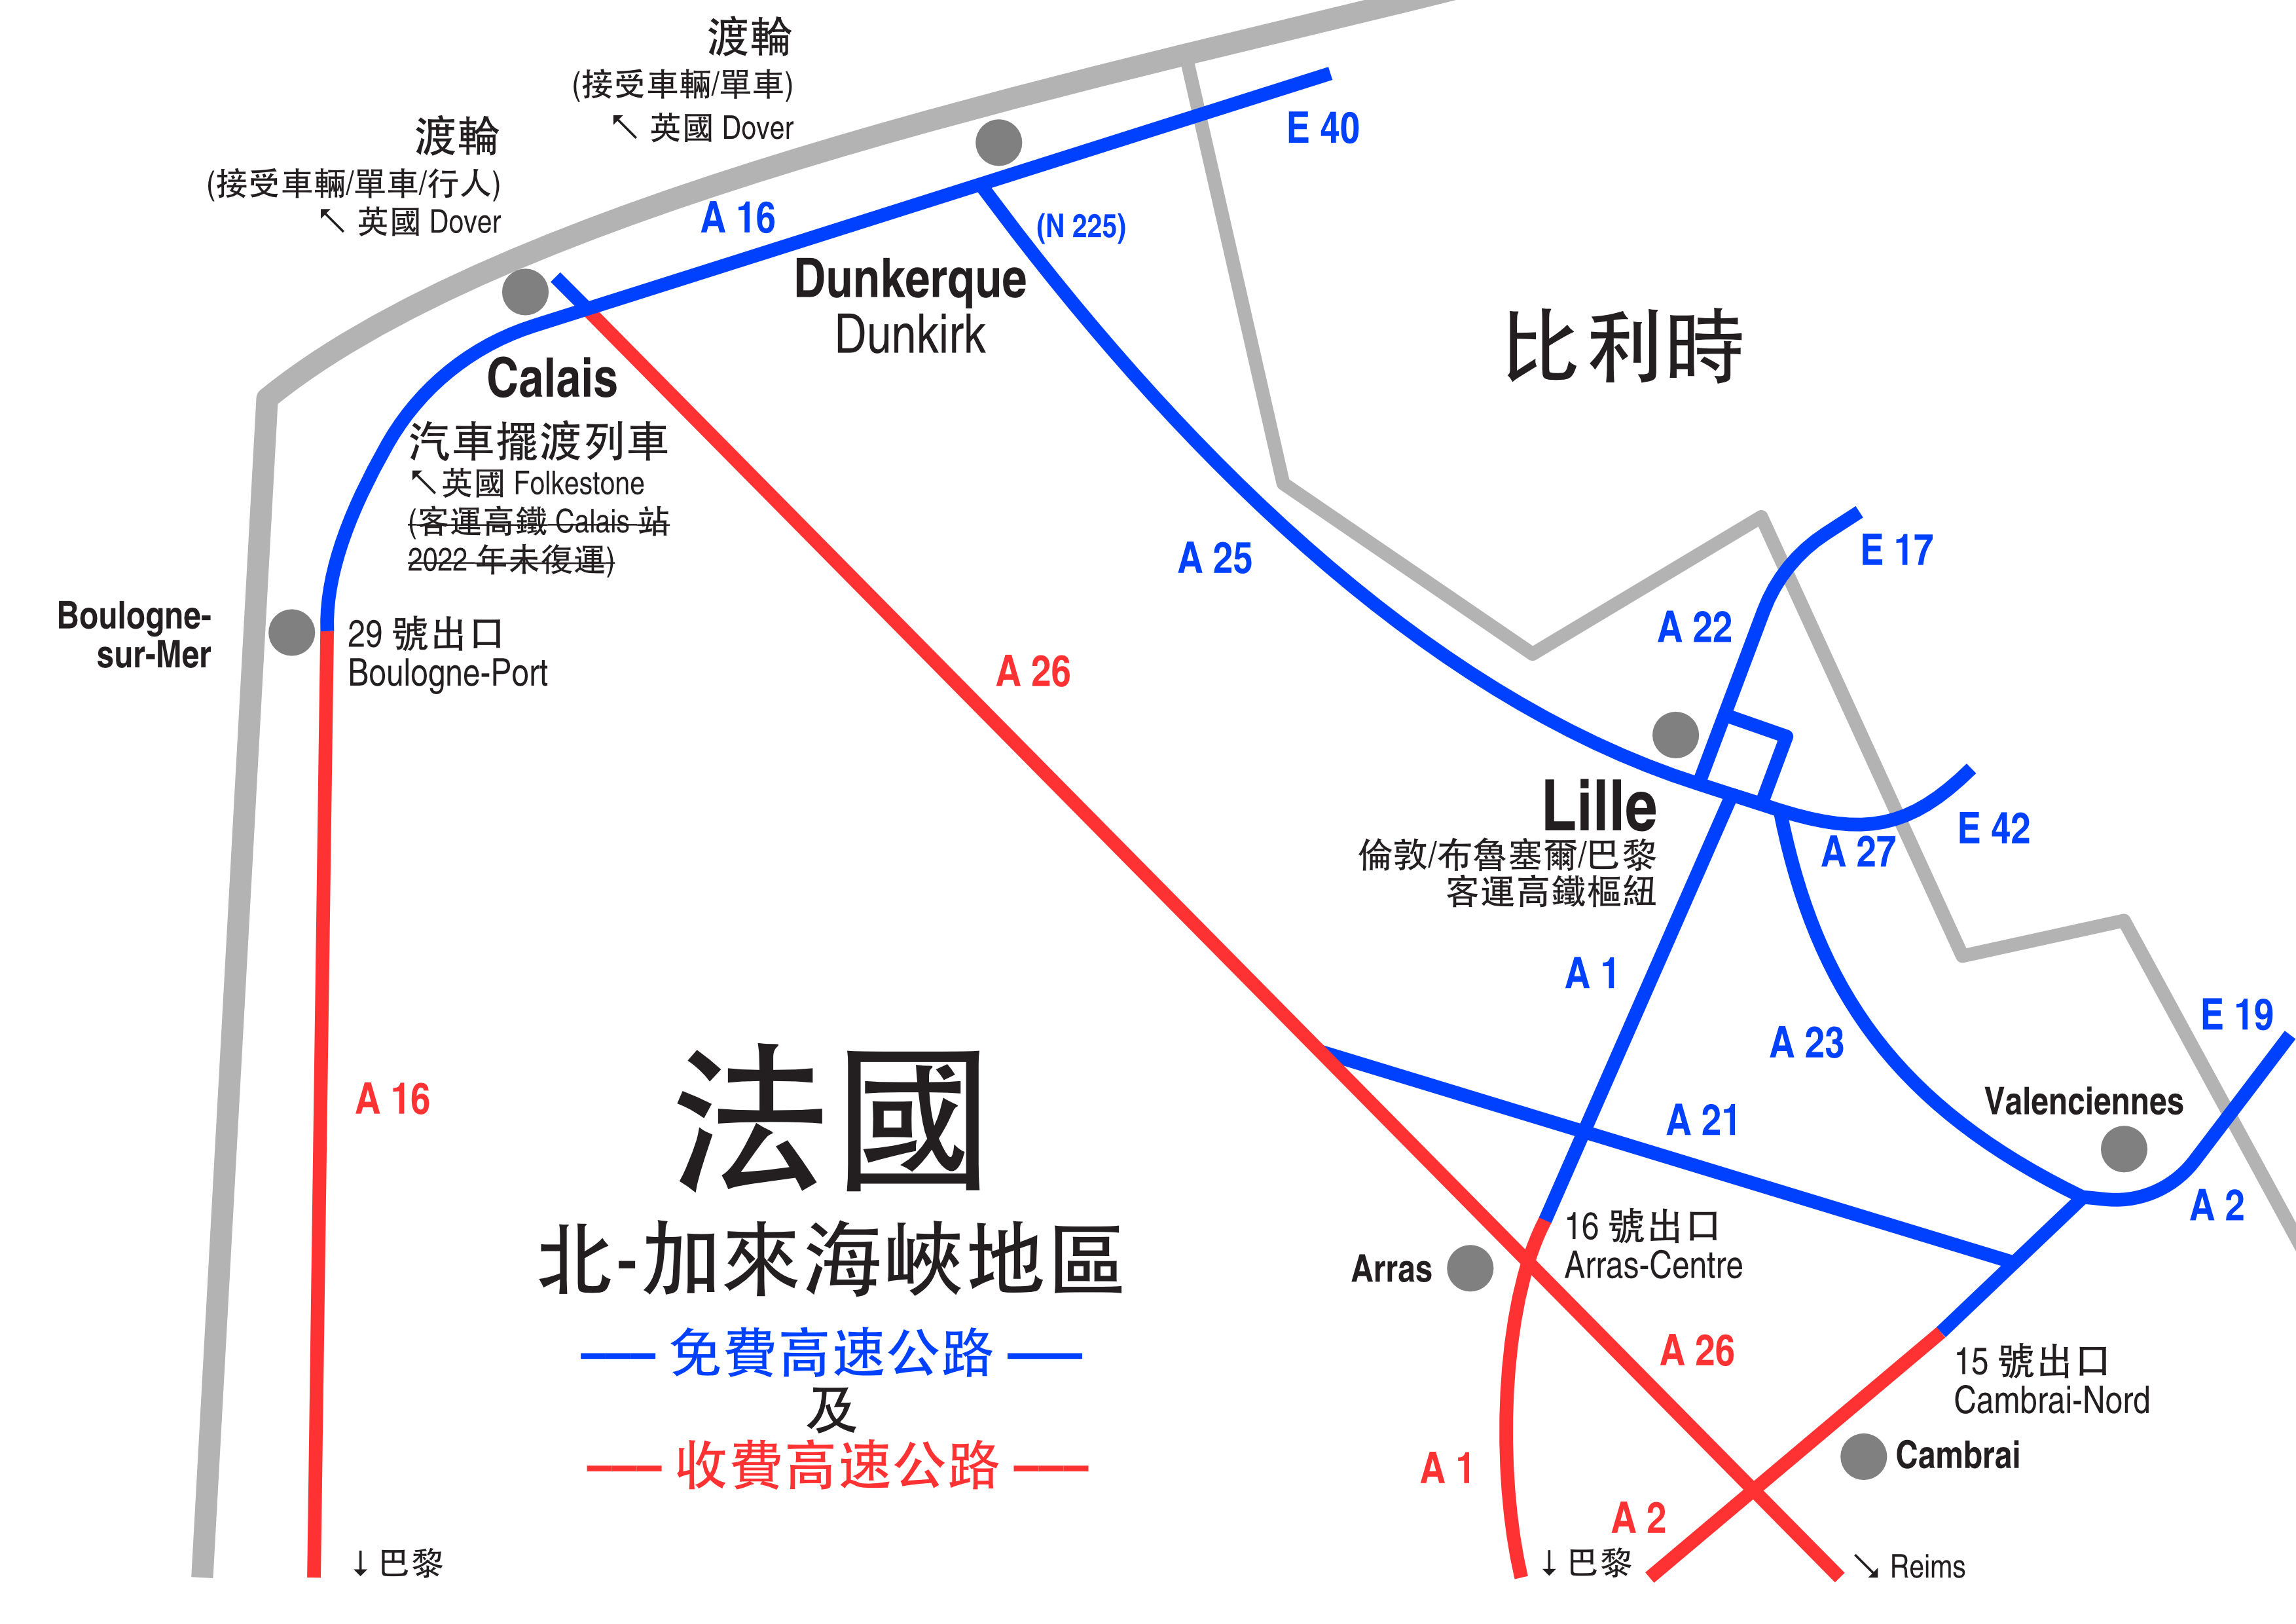 渡輪
(接受車輛/單車)
↖ 英國 Dover
渡輪
(接受車輛/單車/行人)
↖ 英國 Dover
E 40
A 16
(N 225)
Dunkerque
Dunkirk
比利時
Calais
汽車擺渡列車
↖英國 Folkestone
(客運高鐵 Calais 站
2022 年未復運)
E 17
A 25
A 22
Boulogne-
sur-Mer
29 號出口
Boulogne-Port
A 26
Lille
倫敦/布魯塞爾/巴黎
客運高鐵樞紐
E 42
A 27
A 1
A 23
E 19
Valenciennes
A 16
A 21
A 2
法國
北-加來海峽地區
免費高速公路
及
收費高速公路
16 號出口
Arras-Centre
Arras
A 26
15 號出口
Cambrai-Nord
Cambrai
A 1
A 2
↓巴黎
↓巴黎
↘ Reims